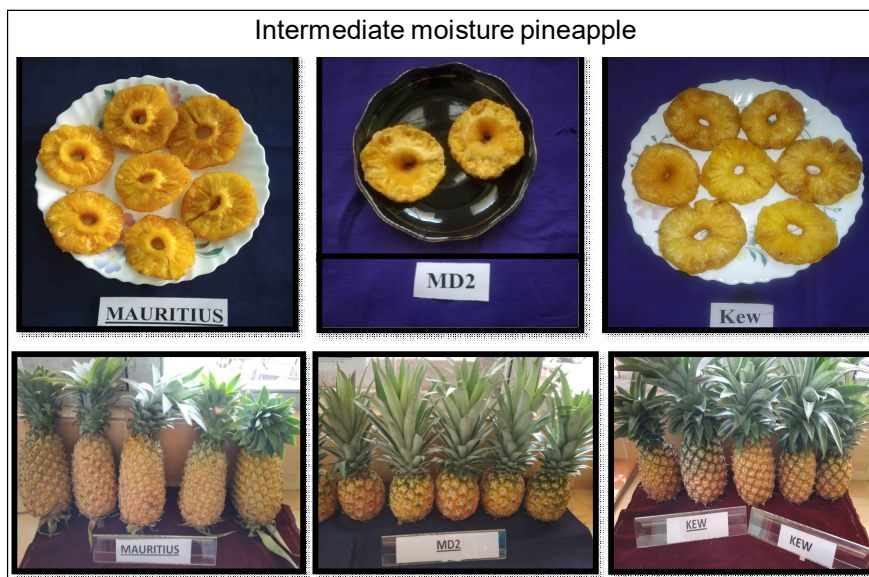 Intermediate moisture pineapple
MAURITIUS
MD2
Kew
MAURITIUS
MD2
KEW
KEW